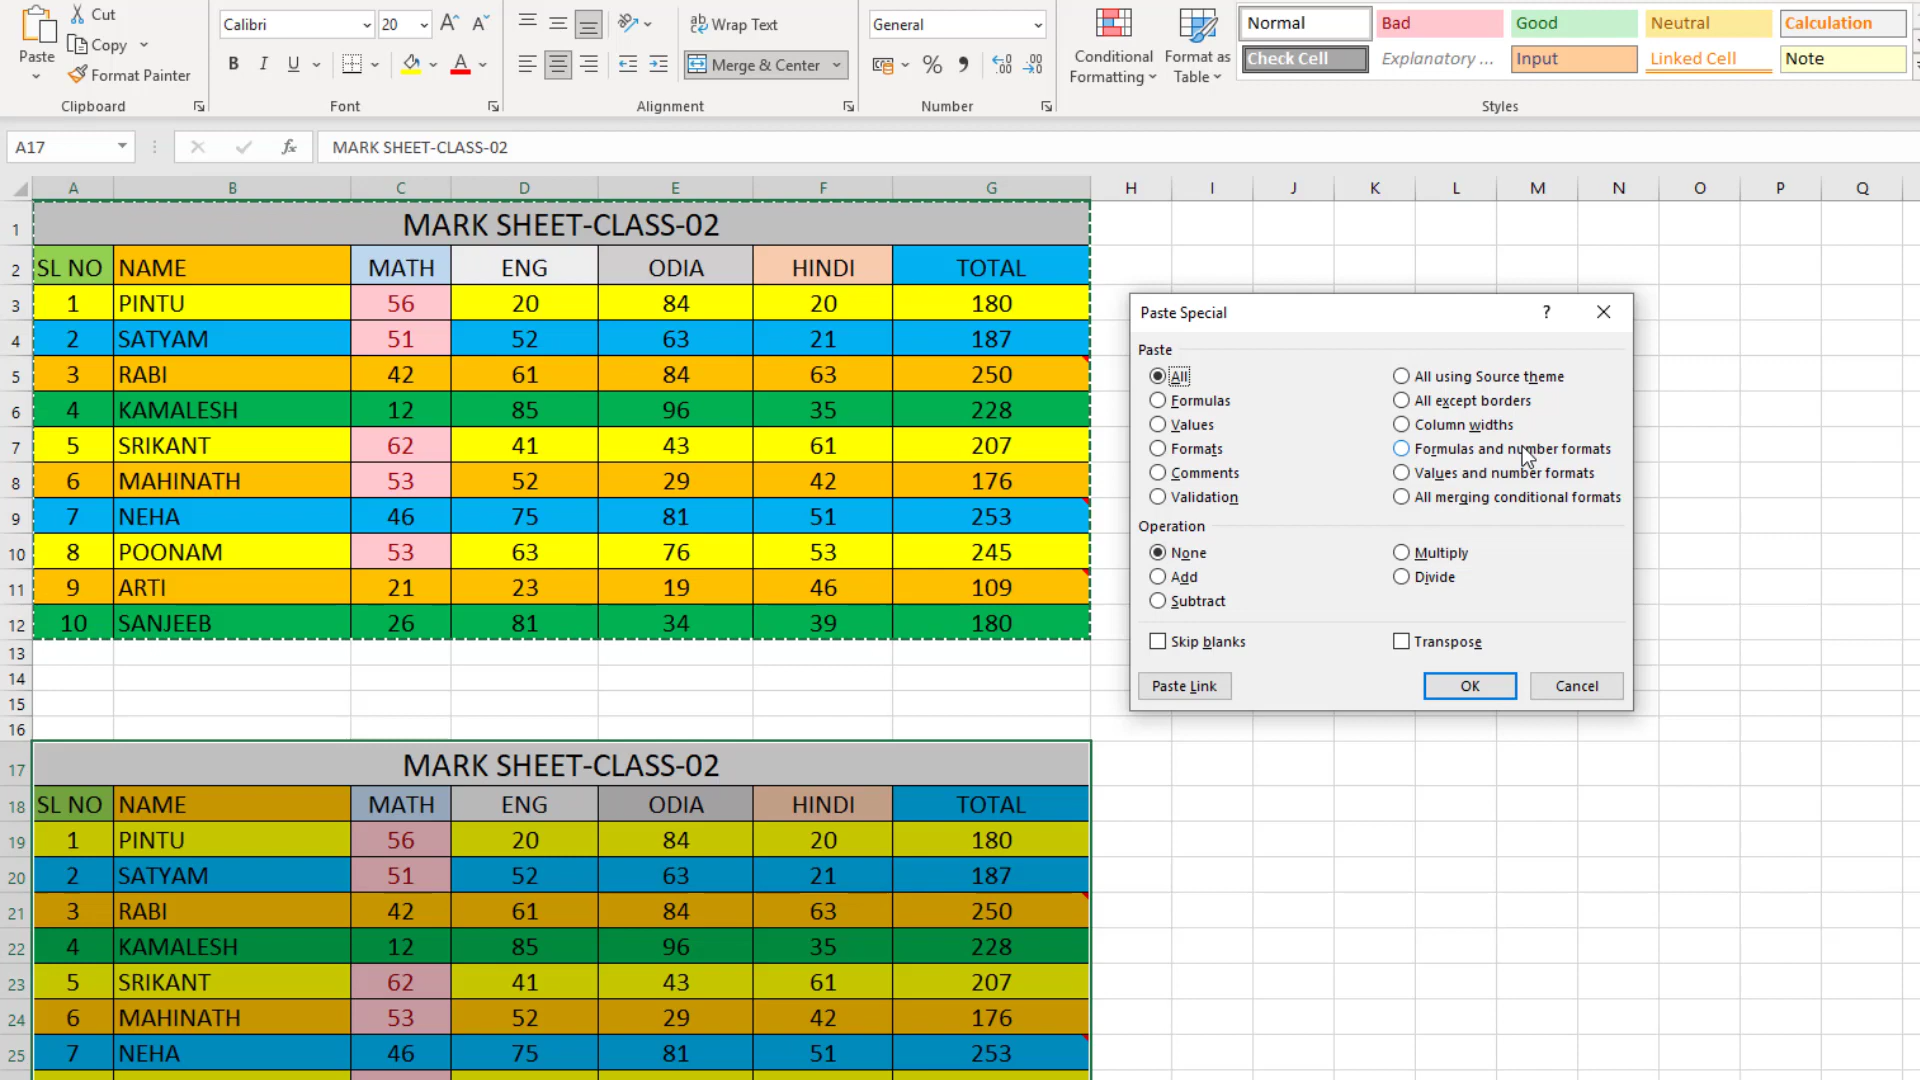 Cut
Copy
Format Painter
Paste
Clipboard
Calibri
20
B I U A
Font
ab Wrap Text
Merge & Center
Alignment
General
% 9
Number
Conditional Formatting
Format as Table
Normal Bad Good Neutral Calculation
Check Cell Explanatory ... Input Linked Cell Note
Styles
A17 fx MARK SHEET-CLASS-02
A B C D E F G H I J K L M N O P Q
1 MARK SHEET-CLASS-02
2 SL NO NAME MATH ENG ODIA HINDI TOTAL
3 1 PINTU 56 20 84 20 180
4 2 SATYAM 51 52 63 21 187
5 3 RABI 42 61 84 63 250
6 4 KAMALESH 12 85 96 35 228
7 5 SRIKANT 62 41 43 61 207
8 6 MAHINATH 53 52 29 42 176
9 7 NEHA 46 75 81 51 253
10 8 POONAM 53 63 76 53 245
11 9 ARTI 21 23 19 46 109
12 10 SANJEEB 26 81 34 39 180
13
14
15
16
17 MARK SHEET-CLASS-02
18 SL NO NAME MATH ENG ODIA HINDI TOTAL
19 1 PINTU 56 20 84 20 180
20 2 SATYAM 51 52 63 21 187
21 3 RABI 42 61 84 63 250
22 4 KAMALESH 12 85 96 35 228
23 5 SRIKANT 62 41 43 61 207
24 6 MAHINATH 53 52 29 42 176
25 7 NEHA 46 75 81 51 253
Paste Special ?
Paste
All All using Source theme
Formulas All except borders
Values Column widths
Formats Formulas and number formats
Comments Values and number formats
Validation All merging conditional formats
Operation
None Multiply
Add Divide
Subtract
Skip blanks Transpose
Paste Link OK Cancel